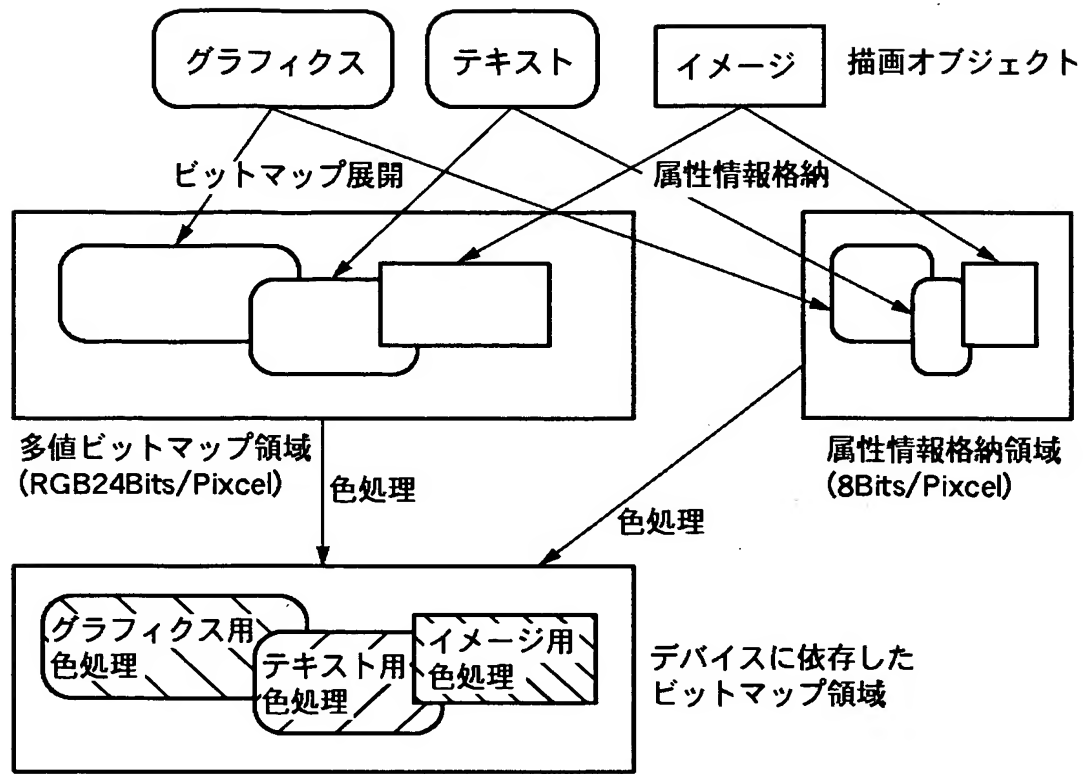 グラフィクス
テキスト
イメージ
描画オブジェクト
ビットマップ展開
属性情報格納
多値ビットマップ領域
(RGB24Bits/Pixcel)
色処理
属性情報格納領域
(8Bits/Pixcel)
色処理
グラフィクス用
色処理
テキスト用
色処理
イメージ用
色処理
デバイスに依存した
ビットマップ領域